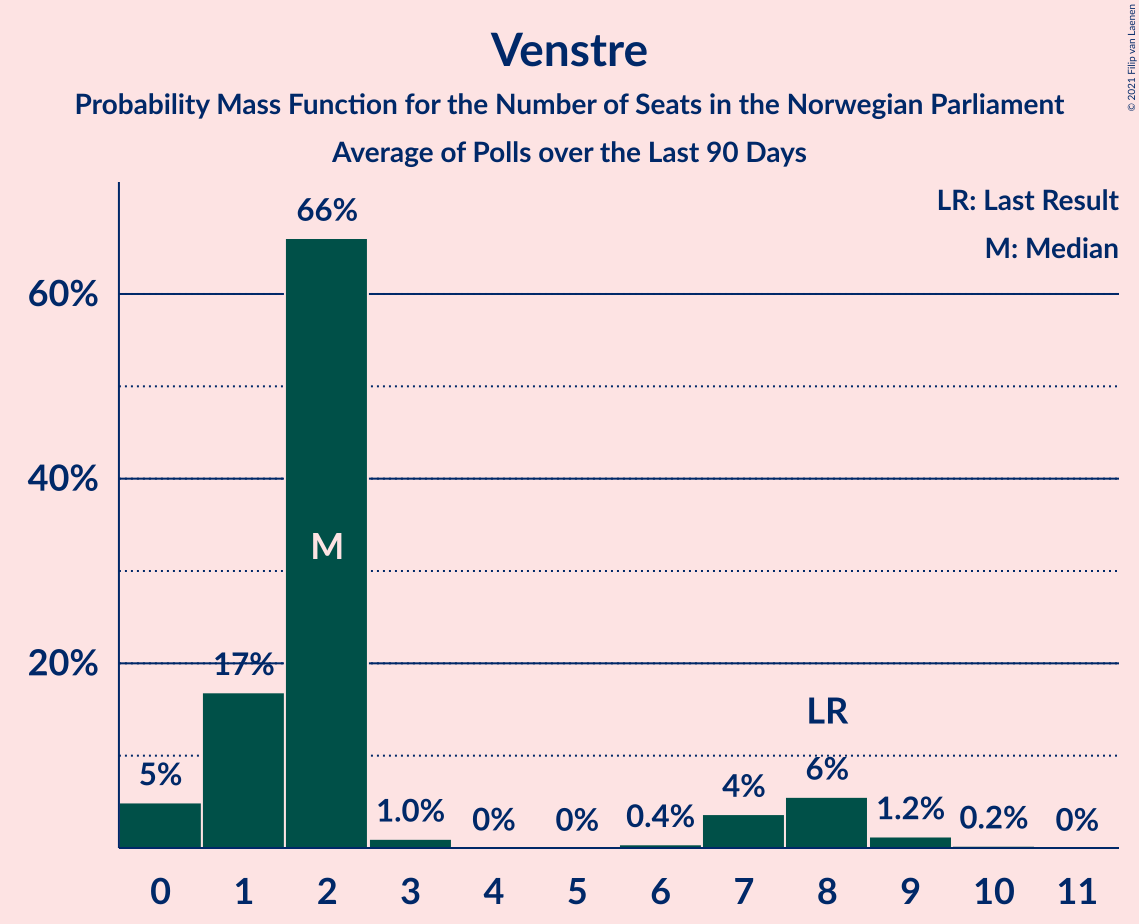 Venstre
Probability Mass Function for the Number of Seats in the Norwegian Parliament
Average of Polls over the Last 90 Days
© 2021 Filip van Laenen
LR: Last Result
M: Median
60%
40%
20%
5%
17%
66%
M
1.0%
0%
0%
0.4%
4%
LR
6%
1.2%
0.2%
0%
0 1 2 3 4 5 6 7 8 9 10 11